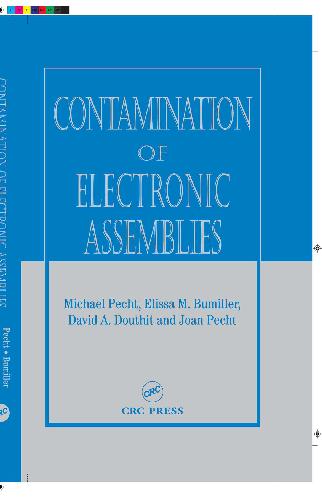 CONTAMINATION
OF
ELECTRONIC
ASSEMBLIES
Michael Pecht, Elissa M. Bumiller,
David A. Douthit and Joan Pecht
CRC
CRC PRESS
CONTAMINATION OF ELECTRONIC ASSEMBLIES
Pecht • Bumiller
CRC